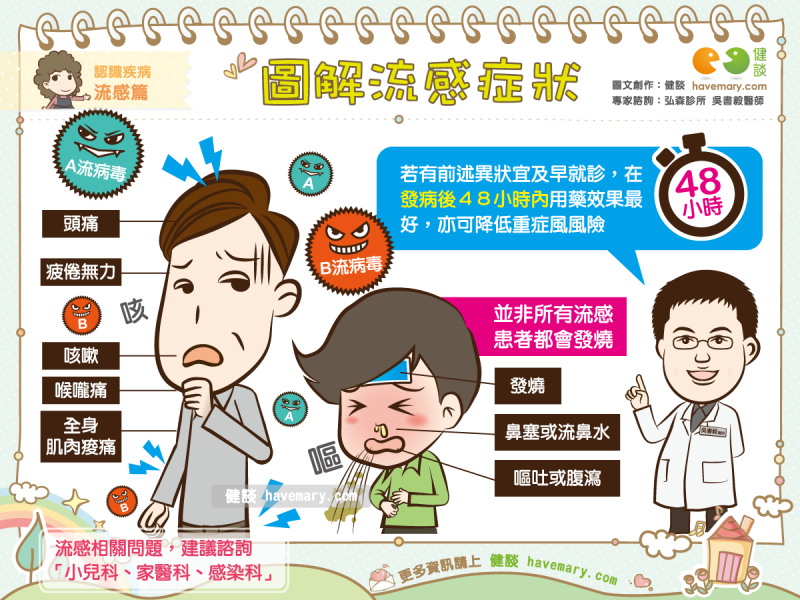 認識疾病
流感篇
圖解流感症狀
健談
圖文創作：健談 havemary.com
專家諮詢：弘森診所 吳書毅醫師
A流病毒
A
若有前述異狀宜及早就診，在
發病後48小時內用藥效果最
好，亦可降低重症風風險
48
小時
頭痛
疲倦無力
B
咳
咳嗽
喉嚨痛
全身
肌肉痠痛
B流病毒
並非所有流感
患者都會發燒
發燒
鼻塞或流鼻水
嘔吐或腹瀉
A
嘔
B
吳書毅醫師
健談 havemary.com
流感相關問題，建議諮詢
「小兒科、家醫科、感染科」
更多資訊請上 健談 havemary.com